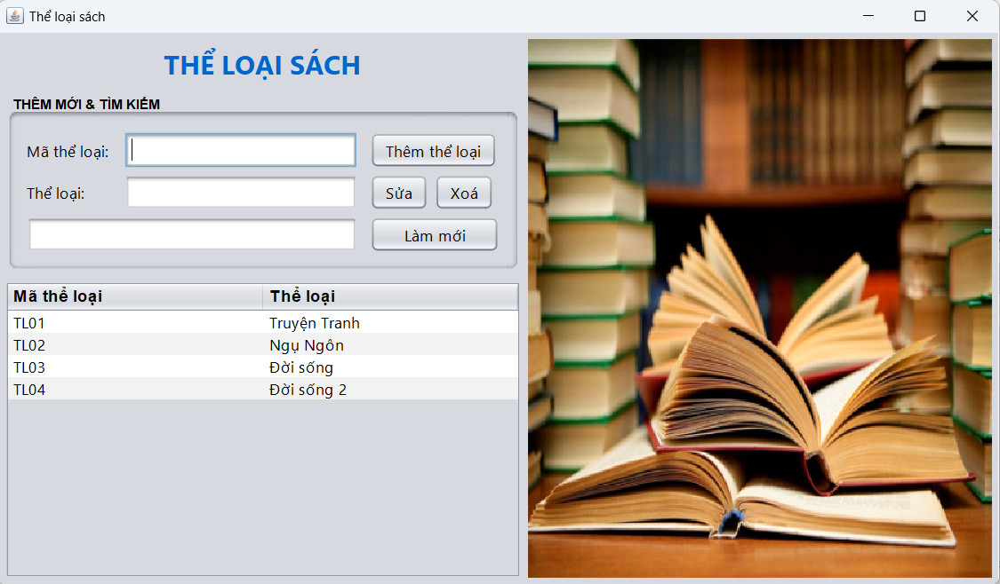 Thể loại sách
THỂ LOẠI SÁCH
THÊM MỚI & TÌM KIẾM
Mã thể loại:
Thêm thể loại
Thể loại:
Sửa
Xoá
Làm mới
Mã thể loại Thể loại
TL01 Truyện Tranh
TL02 Ngụ Ngôn
TL03 Đời sống
TL04 Đời sống 2